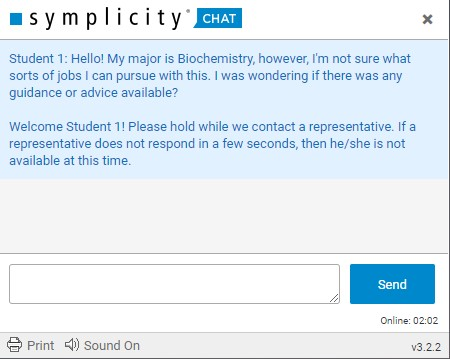 symplicity® CHAT ×
Student 1: Hello! My major is Biochemistry, however, I'm not sure what
sorts of jobs I can pursue with this. I was wondering if there was any
guidance or advice available?
Welcome Student 1! Please hold while we contact a representative. If a
representative does not respond in a few seconds, then he/she is not
available at this time.
Send
Online: 02:02
Print Sound On v3.2.2